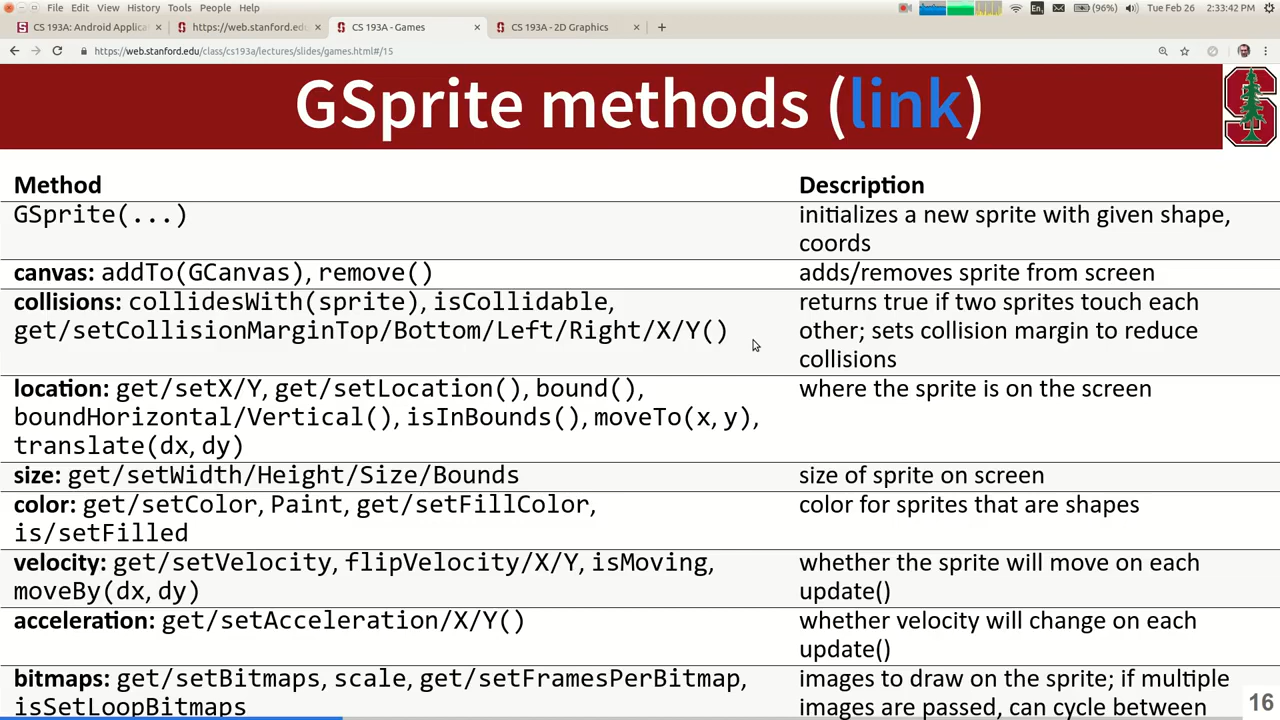 File Edit View History Tools People Help
En (96%) Tue Feb 26 2:33:42 PM
CS 193A: Android Applica
https://web.stanford.edu/
CS 193A - Games
CS 193A - 2D Graphics
https://web.stanford.edu/class/cs193a/lectures/slides/games.html#/15
GSprite methods (link)
Method Description
GSprite(...) initializes a new sprite with given shape,
coords
canvas: addTo(GCanvas), remove() adds/removes sprite from screen
collisions: collidesWith(sprite), isCollidable, returns true if two sprites touch each
get/setCollisionMarginTop/Bottom/Left/Right/X/Y() other; sets collision margin to reduce
collisions
location: get/setX/Y, get/setLocation(), bound(), where the sprite is on the screen
boundHorizontal/Vertical(), isInBounds(), moveTo(x, y),
translate(dx, dy)
size: get/setWidth/Height/Size/Bounds size of sprite on screen
color: get/setColor, Paint, get/setFillColor, color for sprites that are shapes
is/setFilled
velocity: get/setVelocity, flipVelocity/X/Y, isMoving, whether the sprite will move on each
moveBy(dx, dy) update()
acceleration: get/setAcceleration/X/Y() whether velocity will change on each
update()
bitmaps: get/setBitmaps, scale, get/setFramesPerBitmap, images to draw on the sprite; if multiple
isSetLoopBitmaps images are passed, can cycle between
16